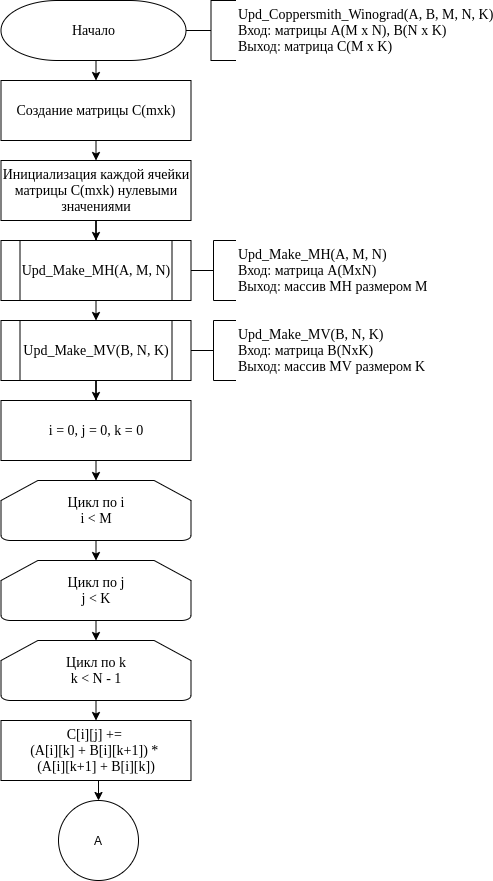 Начало
Upd_Coppersmith_Winograd(A, B, M, N, K)
Вход: матрицы A(M x N), B(N x K)
Выход: матрица C(M x K)
Создание матрицы C(mxk)
Инициализация каждой ячейки
матрицы C(mxk) нулевыми
значениями
Upd_Make_MH(A, M, N)
Upd_Make_MH(A, M, N)
Вход: матрица A(MxN)
Выход: массив MH размером M
Upd_Make_MV(B, N, K)
Upd_Make_MV(B, N, K)
Вход: матрица B(NxK)
Выход: массив MV размером K
i = 0, j = 0, k = 0
Цикл по i
i < M
Цикл по j
j < K
Цикл по k
k < N - 1
C[i][j] +=
(A[i][k] + B[i][k+1]) *
(A[i][k+1] + B[i][k])
A